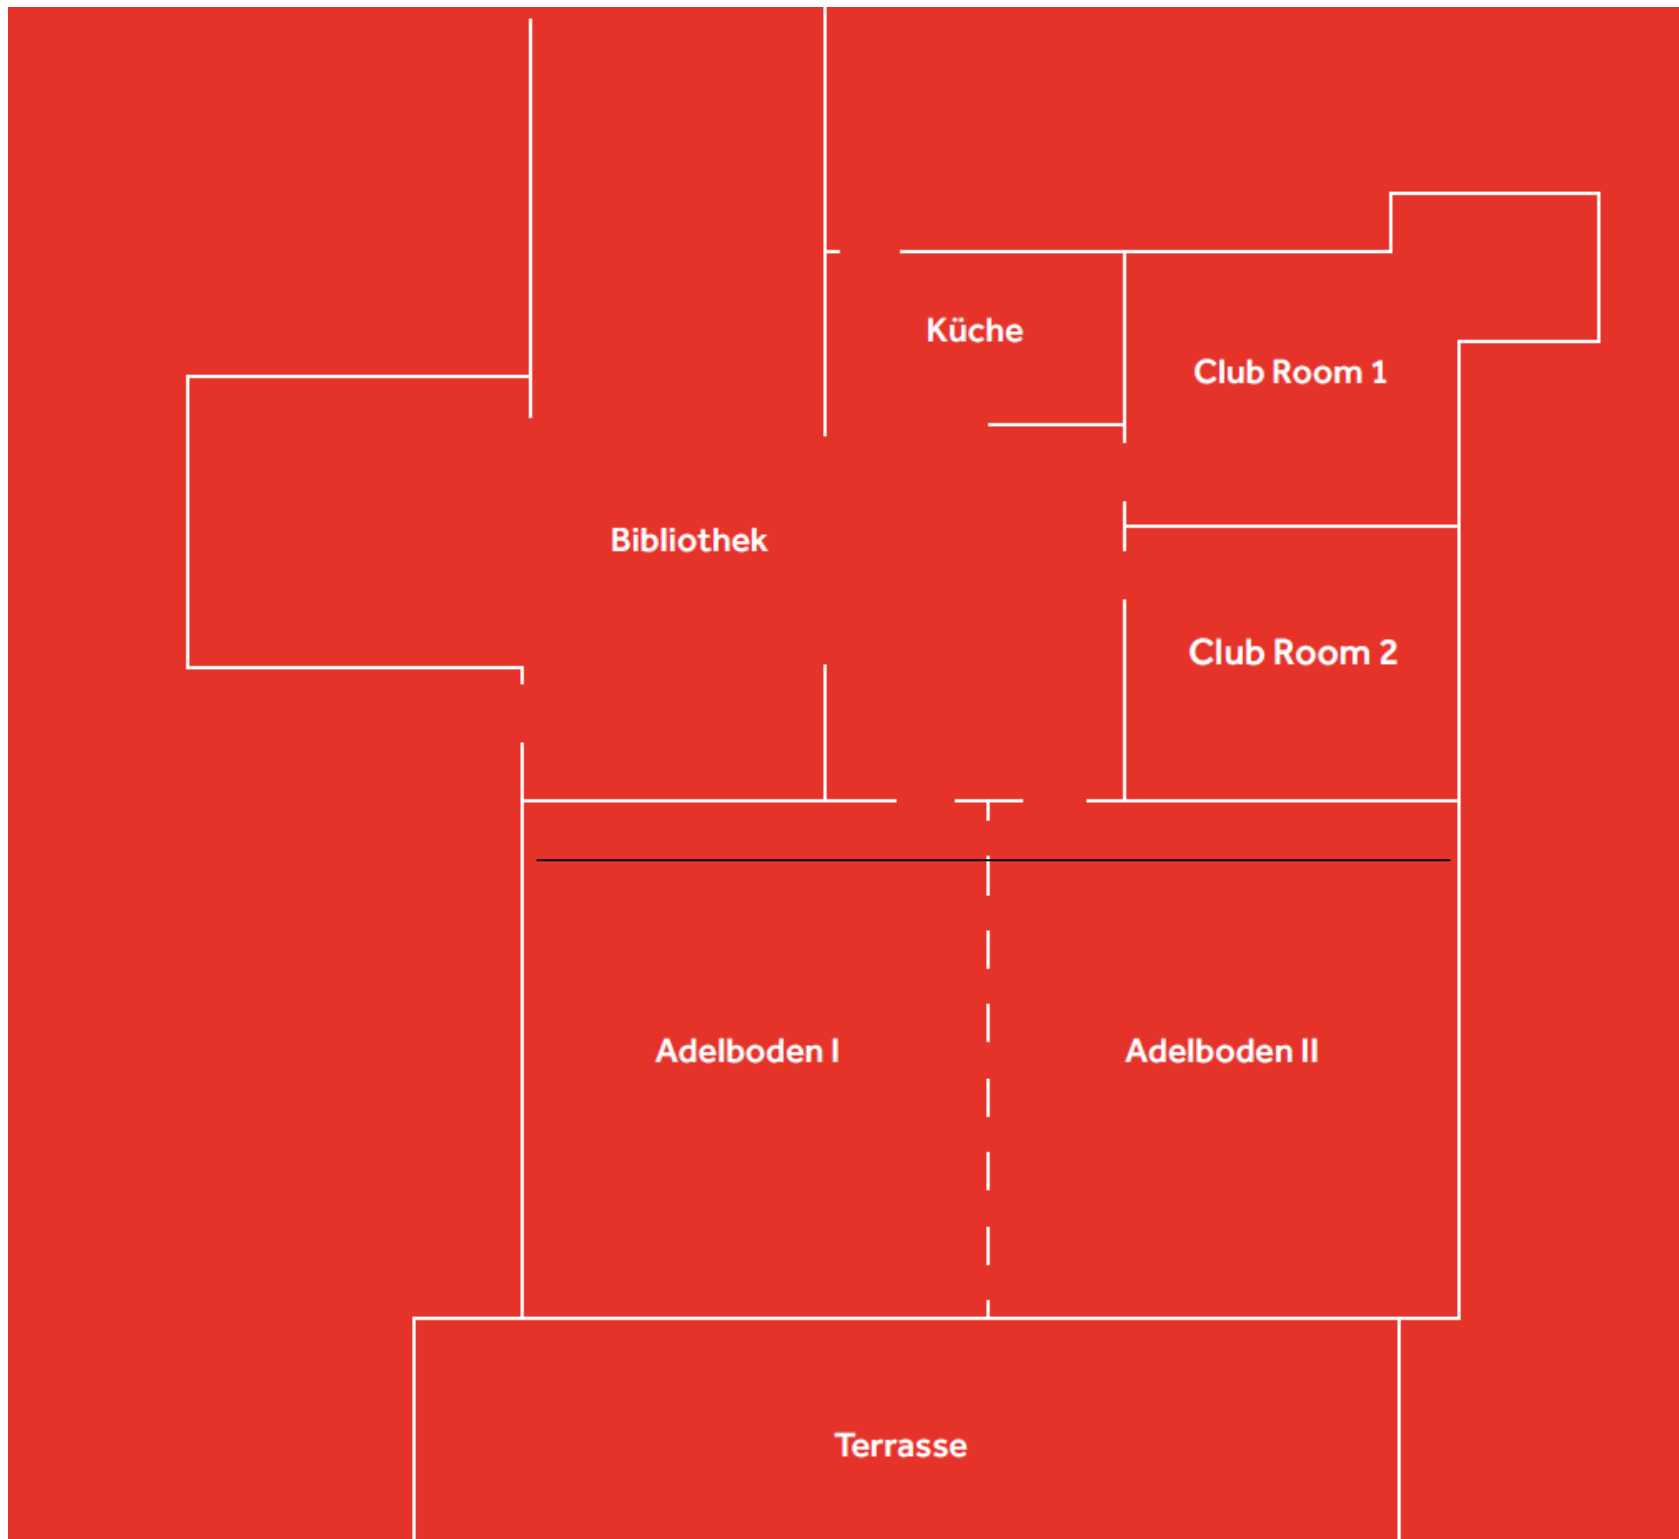 Küche
Club Room 1
Bibliothek
Club Room 2
Adelboden I
Adelboden II
Terrasse